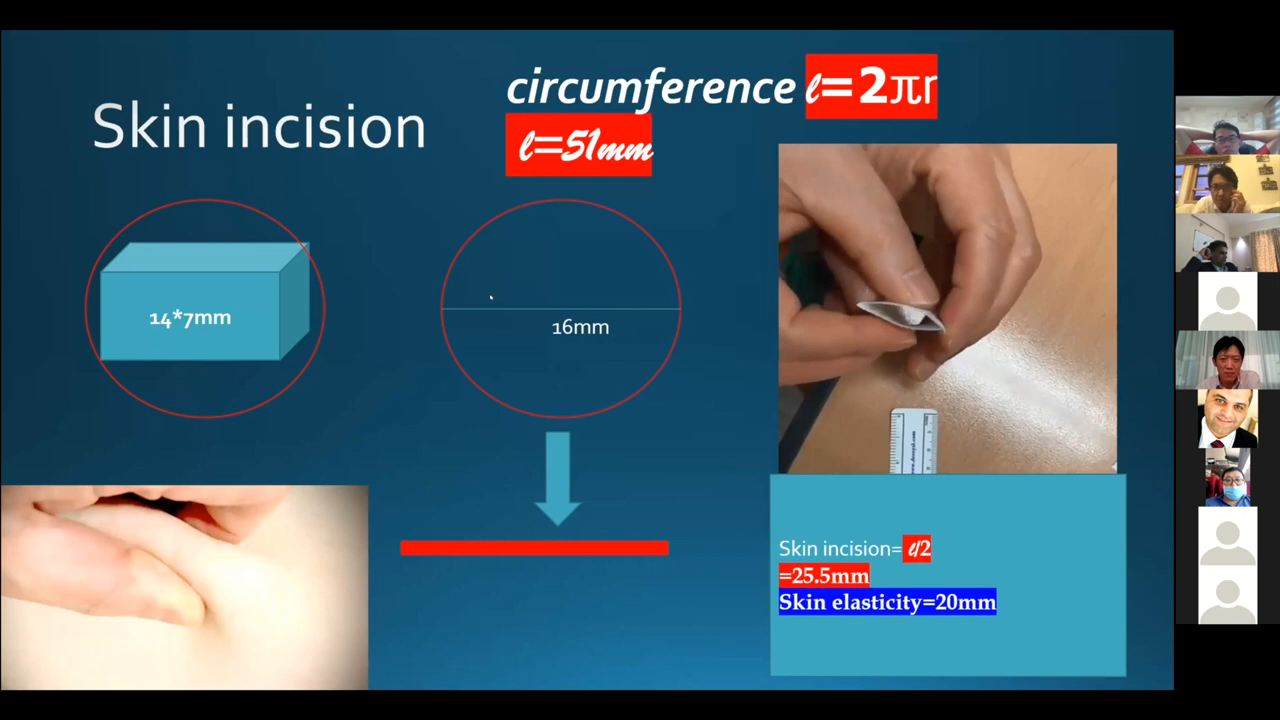 Skin incision
circumference ℓ=2πr
ℓ=51mm
14*7mm
16mm
Skin incision= ℓ/2
=25.5mm
Skin elasticity=20mm